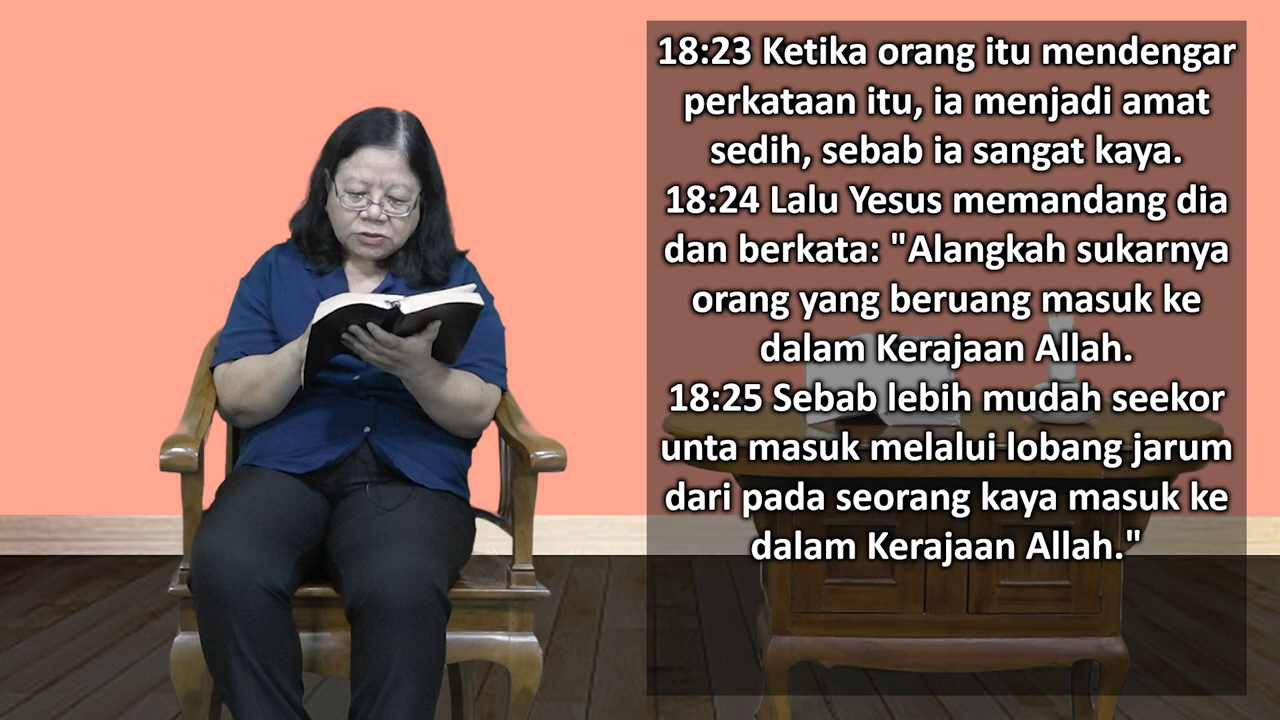 18:23 Ketika orang itu mendengar
perkataan itu, ia menjadi amat
sedih, sebab ia sangat kaya.
18:24 Lalu Yesus memandang dia
dan berkata: "Alangkah sukarnya
orang yang beruang masuk ke
dalam Kerajaan Allah.
18:25 Sebab lebih mudah seekor
unta masuk melalui lobang jarum
dari pada seorang kaya masuk ke
dalam Kerajaan Allah."